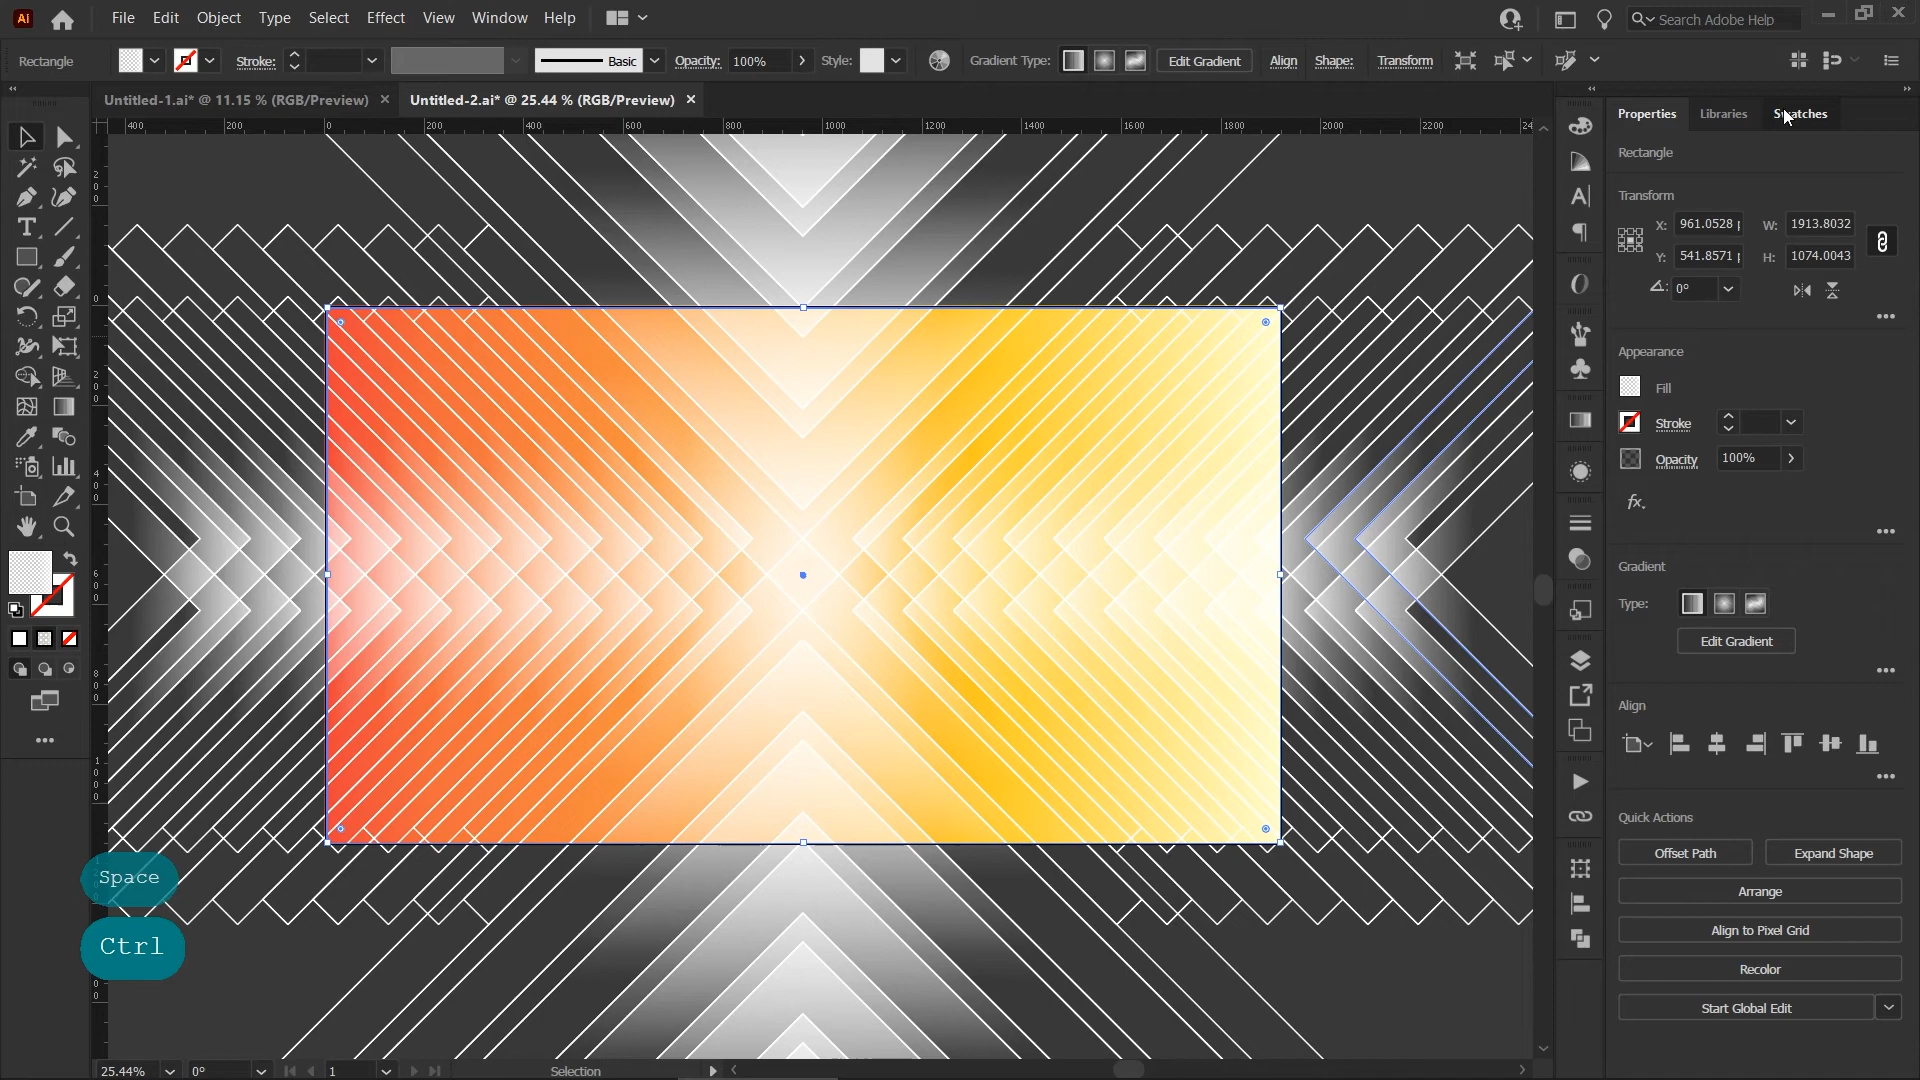 Ai File Edit Object Type Select Effect View Window Help Search Adobe Help
Rectangle Stroke: Basic Opacity: 100% Style: Gradient Type: Edit Gradient Align Shape: Transform
Untitled-1.ai* @ 11.15 % (RGB/Preview) Untitled-2.ai* @ 25.44 % (RGB/Preview)
Properties Libraries
400 200 0 200 400 600 800 1000 1200 1400 1600 1800 2000 2200
Rectangle
Transform
X: 961.0528 W: 1913.8032
Y: 541.8571 H: 1074.0043
0°
Appearance
Fill
Stroke
Opacity 100%
fx.
Gradient
Type:
Edit Gradient
Align
Quick Actions
Offset Path Expand Shape
Arrange
Align to Pixel Grid
Recolor
Start Global Edit
Space
Ctrl
25.44% 0° 1 Selection